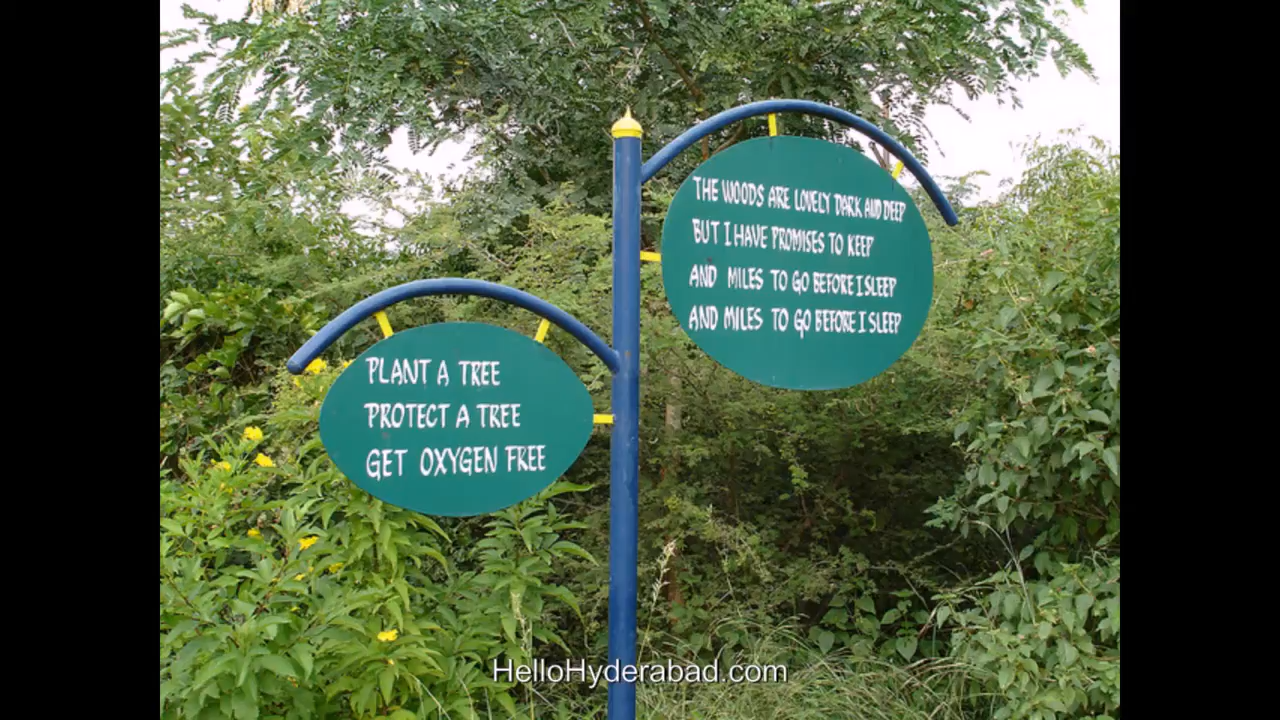 THE WOODS ARE LOVELY DARK AND DEEP
BUT I HAVE PROMISES TO KEEP
AND MILES TO GO BEFORE I SLEEP
AND MILES TO GO BEFORE I SLEEP
PLANT A TREE
PROTECT A TREE
GET OXYGEN FREE
HelloHyderabad.com